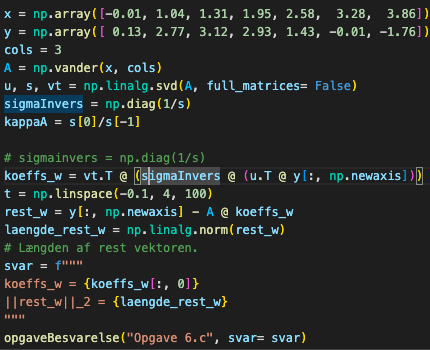 x = np.array([-0.01, 1.04, 1.31, 1.95, 2.58,  3.28,  3.86])
y = np.array([ 0.13, 2.77, 3.12, 2.93, 1.43, -0.01, -1.76])
cols = 3
A = np.vander(x, cols)
u, s, vt = np.linalg.svd(A, full_matrices= False)
sigmaInvers = np.diag(1/s)
kappaA = s[0]/s[-1]

# sigmainvers = np.diag(1/s)
koeffs_w = vt.T @ (sigmaInvers @ (u.T @ y[:, np.newaxis]))
t = np.linspace(-0.1, 4, 100)
rest_w = y[:, np.newaxis] - A @ koeffs_w
laengde_rest_w = np.linalg.norm(rest_w)
# Længden af rest vektoren.
svar = f"""
koeffs_w = {koeffs_w[:, 0]}
||rest_w||_2 = {laengde_rest_w}
"""
opgaveBesvarelse("Opgave 6.c", svar= svar)